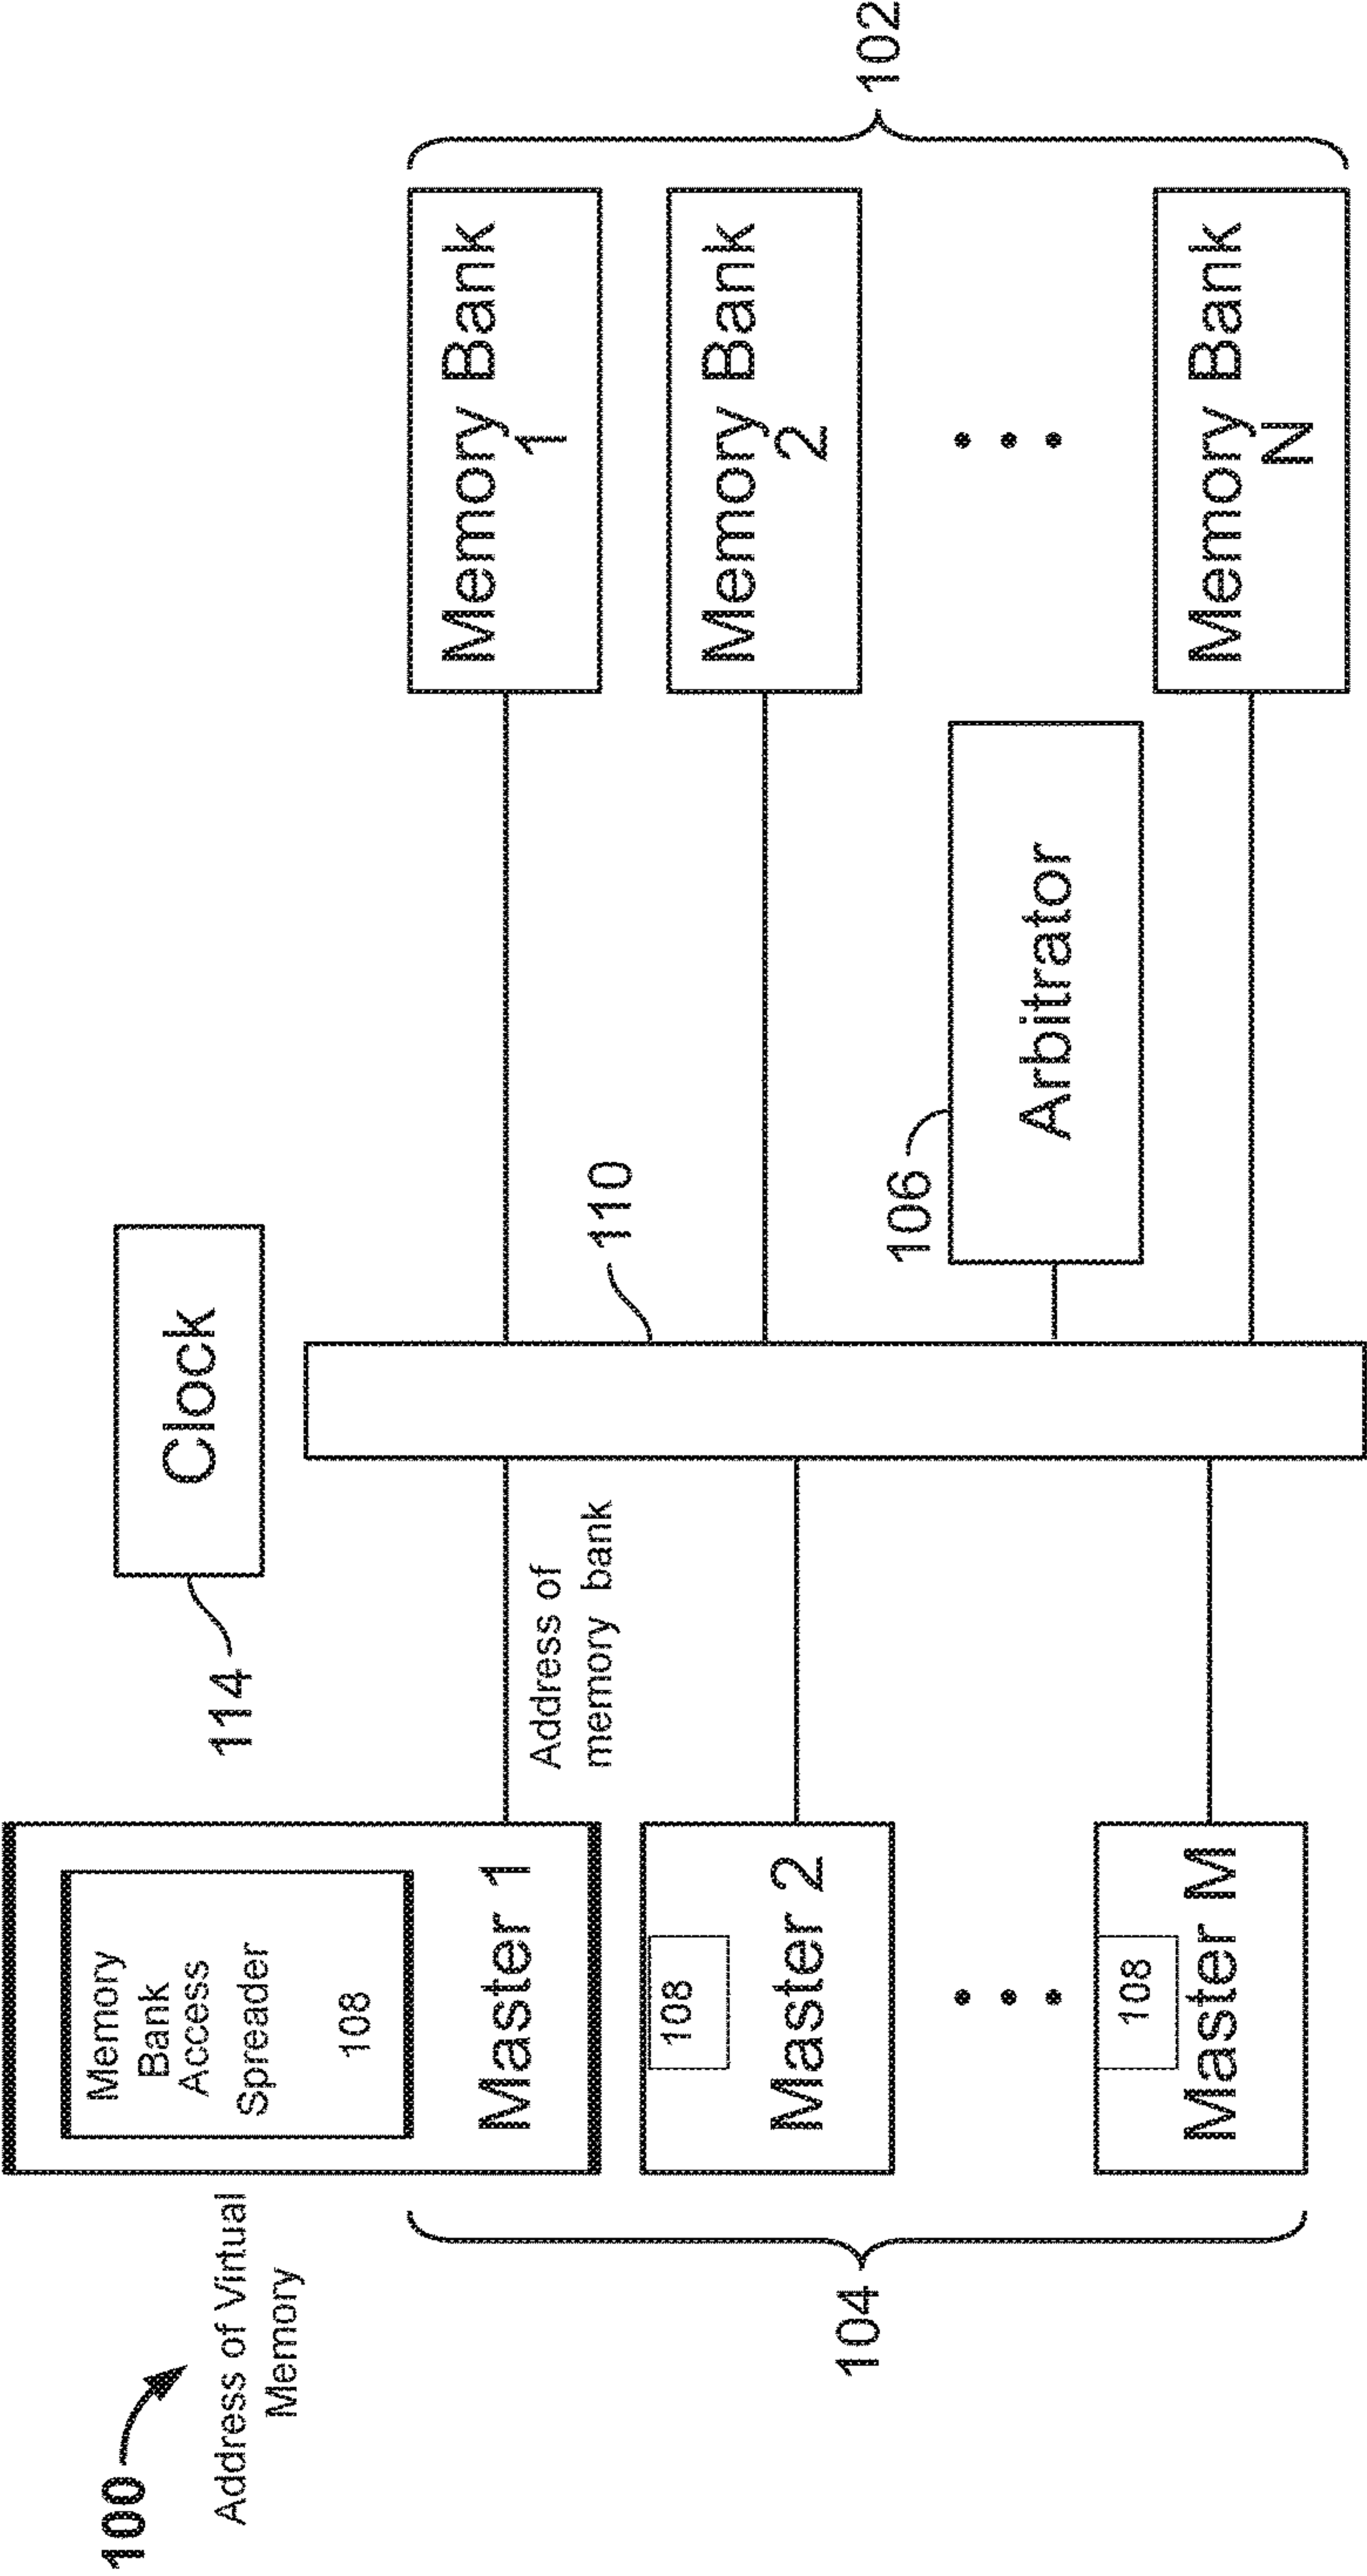 100
Address of Virtual
Memory
Memory
Bank
Access
Spreader
108
Master 1
108
Master 2
108
Master M
104
114
Clock
Address of
memory bank
110
106
Arbitrator
Memory Bank
1
Memory Bank
2
Memory Bank
N
102